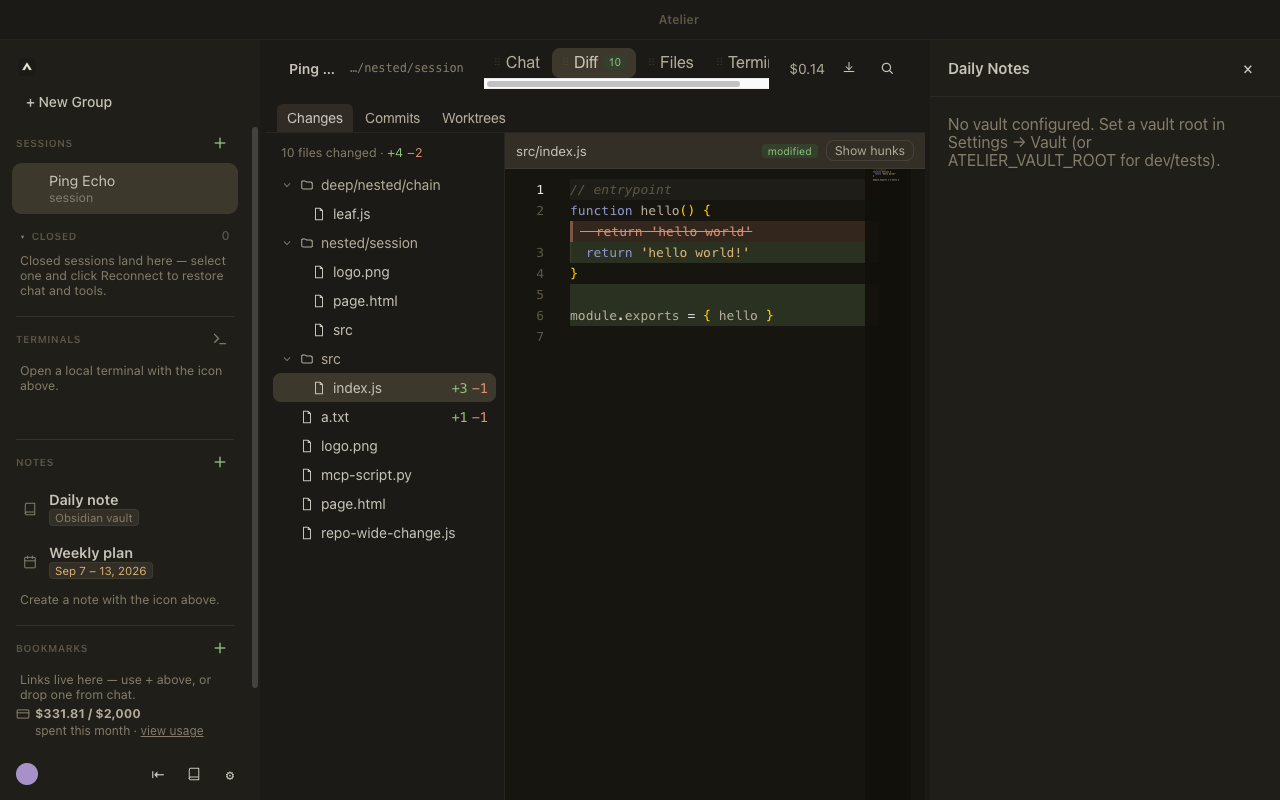 Atelier
+ New Group
SESSIONS
Ping Echo
session
CLOSED 0
Closed sessions land here — select
one and click Reconnect to restore
chat and tools.
TERMINALS
Open a local terminal with the icon
above.
NOTES
Daily note
Obsidian vault
Weekly plan
Sep 7 – 13, 2026
Create a note with the icon above.
BOOKMARKS
Links live here — use + above, or
drop one from chat.
$331.81 / $2,000
spent this month · view usage
Ping ... …/nested/session Chat Diff 10 Files Termi $0.14
Changes Commits Worktrees
10 files changed · +4 −2
deep/nested/chain
leaf.js
nested/session
logo.png
page.html
src
src
index.js +3 −1
a.txt +1 −1
logo.png
mcp-script.py
page.html
repo-wide-change.js
src/index.js modified Show hunks
1 // entrypoint
2 function hello() {
return 'hello world'
3 return 'hello world!'
4 }
5
6 module.exports = { hello }
7
Daily Notes ×
No vault configured. Set a vault root in
Settings → Vault (or
ATELIER_VAULT_ROOT for dev/tests).